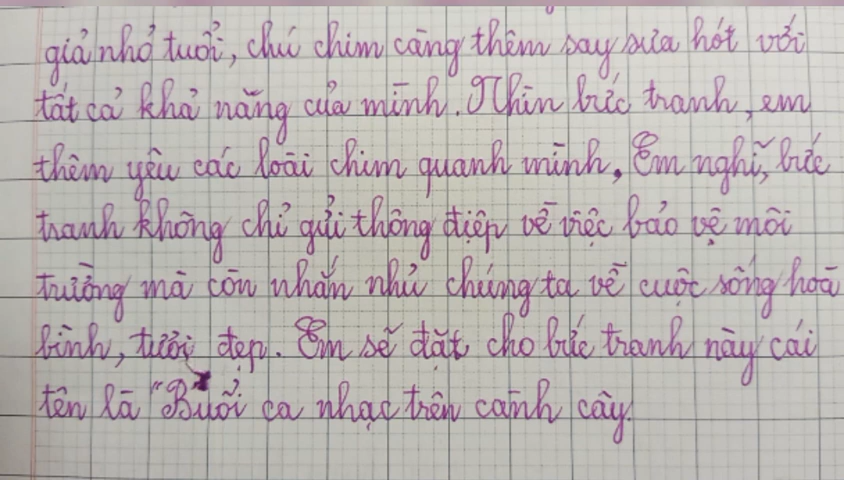 giả nhỏ tuổi, chú chim càng thêm say sưa hót với
tất cả khả năng của mình. Nhìn bức tranh, em
thêm yêu các loài chim quanh mình. Em nghĩ, bức
tranh không chỉ gửi thông điệp về việc bảo vệ môi
trường mà còn nhắn nhủ chúng ta về cuộc sống hoà
bình, tươi đẹp. Em sẽ đặt cho bức tranh này cái
tên là "Buổi ca nhạc trên cành cây.